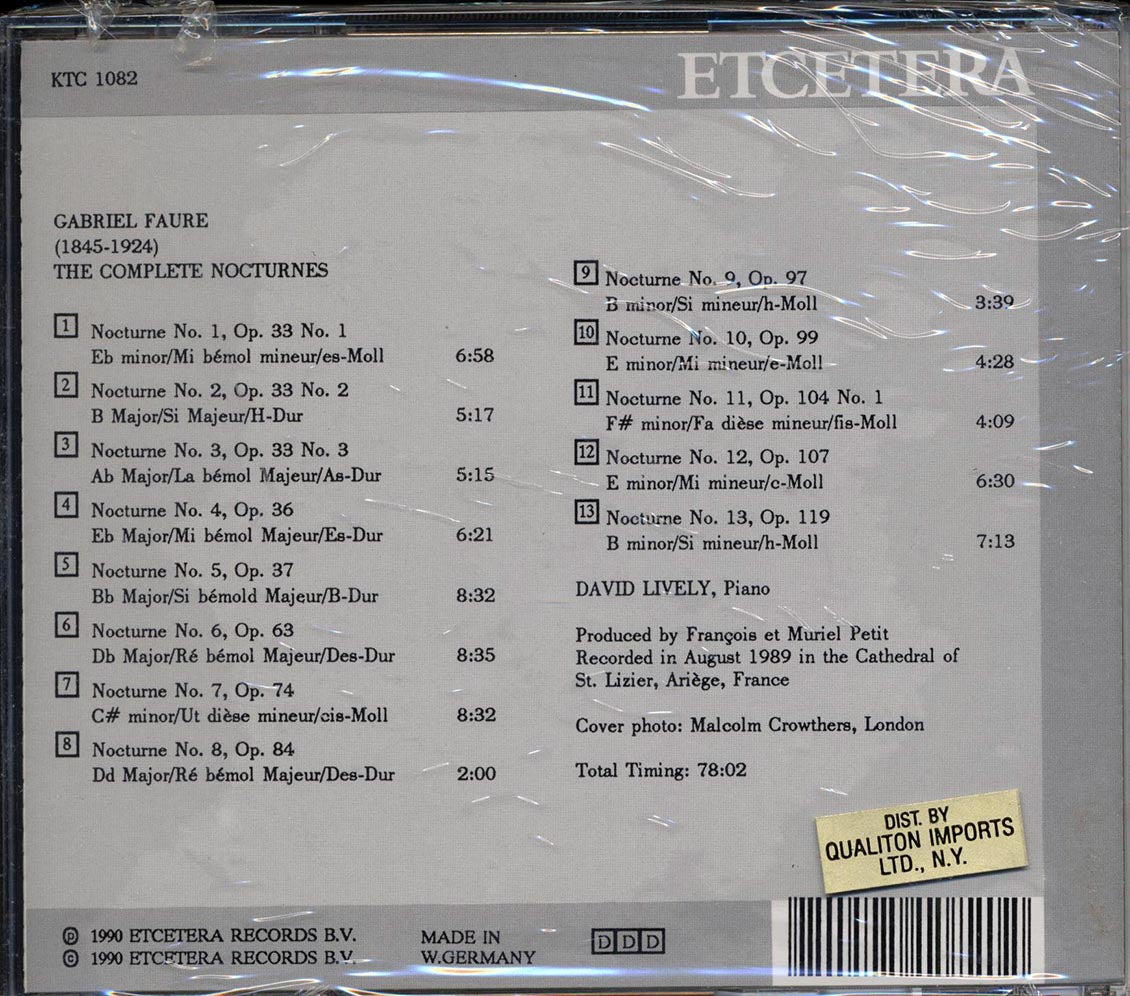 KTC 1082
ETCETERA
GABRIEL FAURE
(1845-1924)
THE COMPLETE NOCTURNES
1 Nocturne No. 1, Op. 33 No. 1
Eb minor/Mi bémol mineur/es-Moll 6:58
2 Nocturne No. 2, Op. 33 No. 2
B Major/Si Majeur/H-Dur 5:17
3 Nocturne No. 3, Op. 33 No. 3
Ab Major/La bémol Majeur/As-Dur 5:15
4 Nocturne No. 4, Op. 36
Eb Major/Mi bémol Majeur/Es-Dur 6:21
5 Nocturne No. 5, Op. 37
Bb Major/Si bémold Majeur/B-Dur 8:32
6 Nocturne No. 6, Op. 63
Db Major/Ré bémol Majeur/Des-Dur 8:35
7 Nocturne No. 7, Op. 74
C# minor/Ut dièse mineur/cis-Moll 8:32
8 Nocturne No. 8, Op. 84
Dd Major/Ré bémol Majeur/Des-Dur 2:00
9 Nocturne No. 9, Op. 97
B minor/Si mineur/h-Moll 3:39
10 Nocturne No. 10, Op. 99
E minor/Mi mineur/e-Moll 4:28
11 Nocturne No. 11, Op. 104 No. 1
F# minor/Fa dièse mineur/fis-Moll 4:09
12 Nocturne No. 12, Op. 107
E minor/Mi mineur/c-Moll 6:30
13 Nocturne No. 13, Op. 119
B minor/Si mineur/h-Moll 7:13
DAVID LIVELY, Piano
Produced by François et Muriel Petit
Recorded in August 1989 in the Cathedral of
St. Lizier, Ariège, France
Cover photo: Malcolm Crowthers, London
Total Timing: 78:02
DIST. BY
QUALITON IMPORTS
LTD., N.Y.
℗ 1990 ETCETERA RECORDS B.V.
© 1990 ETCETERA RECORDS B.V.
MADE IN
W.GERMANY
DDD